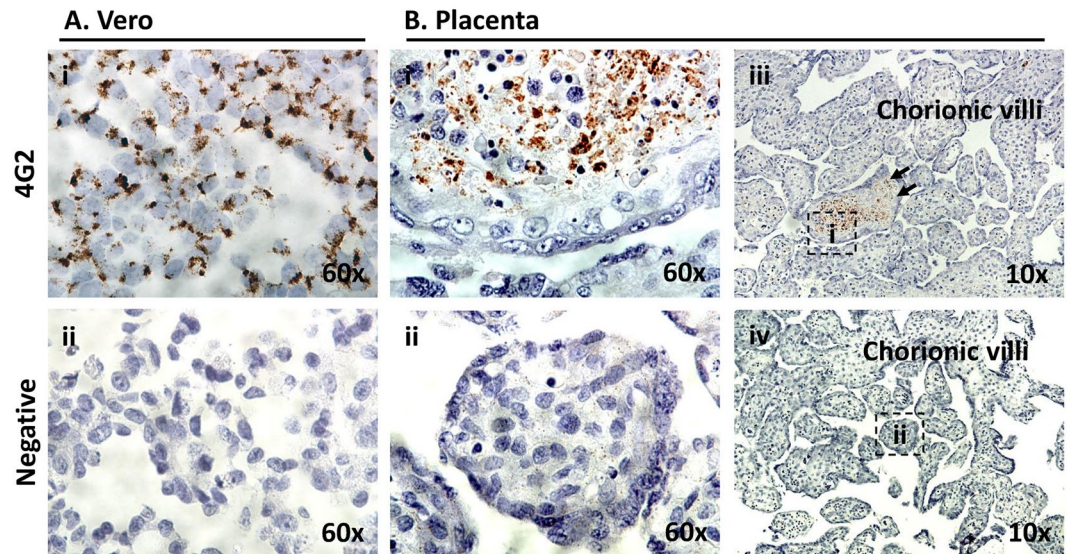 A. Vero
B. Placenta
4G2
i
60x
i
60x
iii
Chorionic villi
i
10x
Negative
ii
60x
ii
60x
iv
Chorionic villi
ii
10x